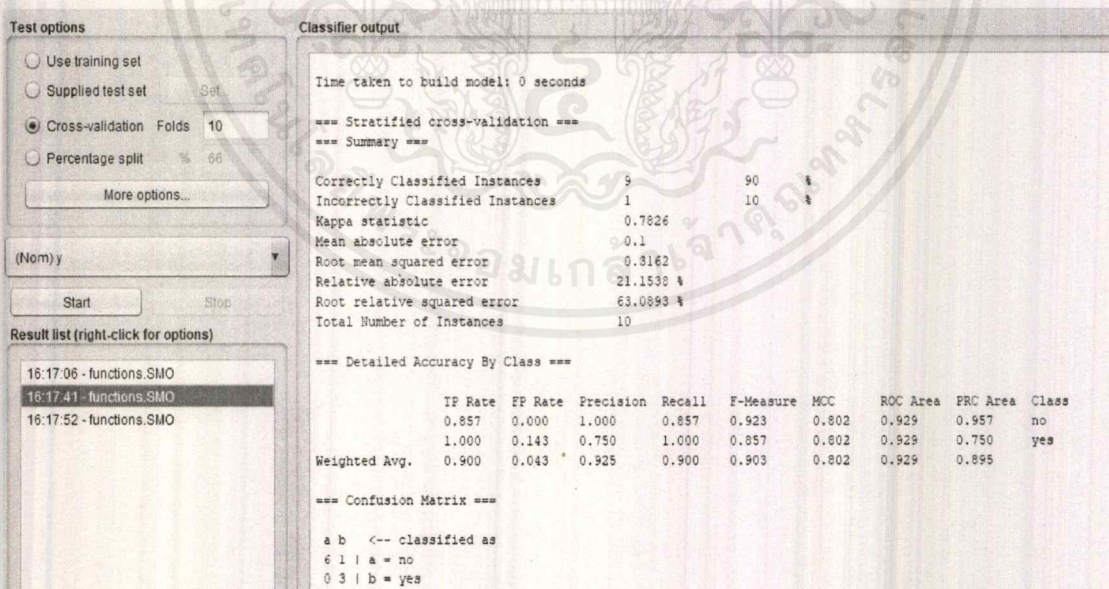 Test options
Use training set
Supplied test set Set...
Cross-validation Folds 10
Percentage split % 66
More options...
(Nom) y
Start Stop
Result list (right-click for options)
16:17:06 - functions.SMO
16:17:41 - functions.SMO
16:17:52 - functions.SMO
Classifier output
Time taken to build model: 0 seconds
=== Stratified cross-validation ===
=== Summary ===
Correctly Classified Instances 9 90 %
Incorrectly Classified Instances 1 10 %
Kappa statistic 0.7826
Mean absolute error 0.1
Root mean squared error 0.3162
Relative absolute error 21.1538 %
Root relative squared error 63.0893 %
Total Number of Instances 10
=== Detailed Accuracy By Class ===
TP Rate FP Rate Precision Recall F-Measure MCC ROC Area PRC Area Class
0.857 0.000 1.000 0.857 0.923 0.802 0.929 0.957 no
1.000 0.143 0.750 1.000 0.857 0.802 0.929 0.750 yes
Weighted Avg. 0.900 0.043 0.925 0.900 0.903 0.802 0.929 0.895
=== Confusion Matrix ===
a b <-- classified as
6 1 | a = no
0 3 | b = yes